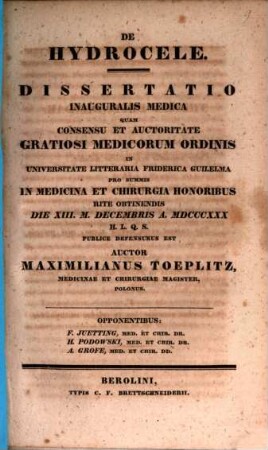 DE
HYDROCELE.
DISSERTATIO
INAUGURALIS MEDICA
QUAM
CONSENSU ET AUCTORITATE
GRATIOSI MEDICORUM ORDINIS
IN
UNIVERSITATE LITTERARIA FRIDERICA GUILELMA
PRO SUMMIS
IN MEDICINA ET CHIRURGIA HONORIBUS
RITE OBTINENDIS
DIE XIII. M. DECEMBRIS A. MDCCCXXX
H. L. Q. S.
PUBLICE DEFENSURUS EST
AUCTOR
MAXIMILIANUS TOEPLITZ,
MEDICINAE ET CHIRURGIAE MAGISTER,
POLONUS.
OPPONENTIBUS:
F. JUETTING, MED. ET CHIR. DR.
H. PODOWSKI, MED. ET CHIR. DR.
A. GROFE, MED. ET CHIR. DD.
BEROLINI,
TYPIS C. F. BRETTSCHNEIDERII.